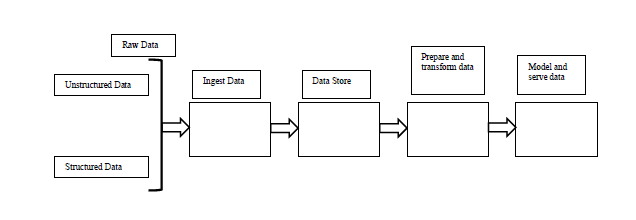 Raw Data
Unstructured Data
Structured Data
Ingest Data
Data Store
Prepare and
transform data
Model and
serve data